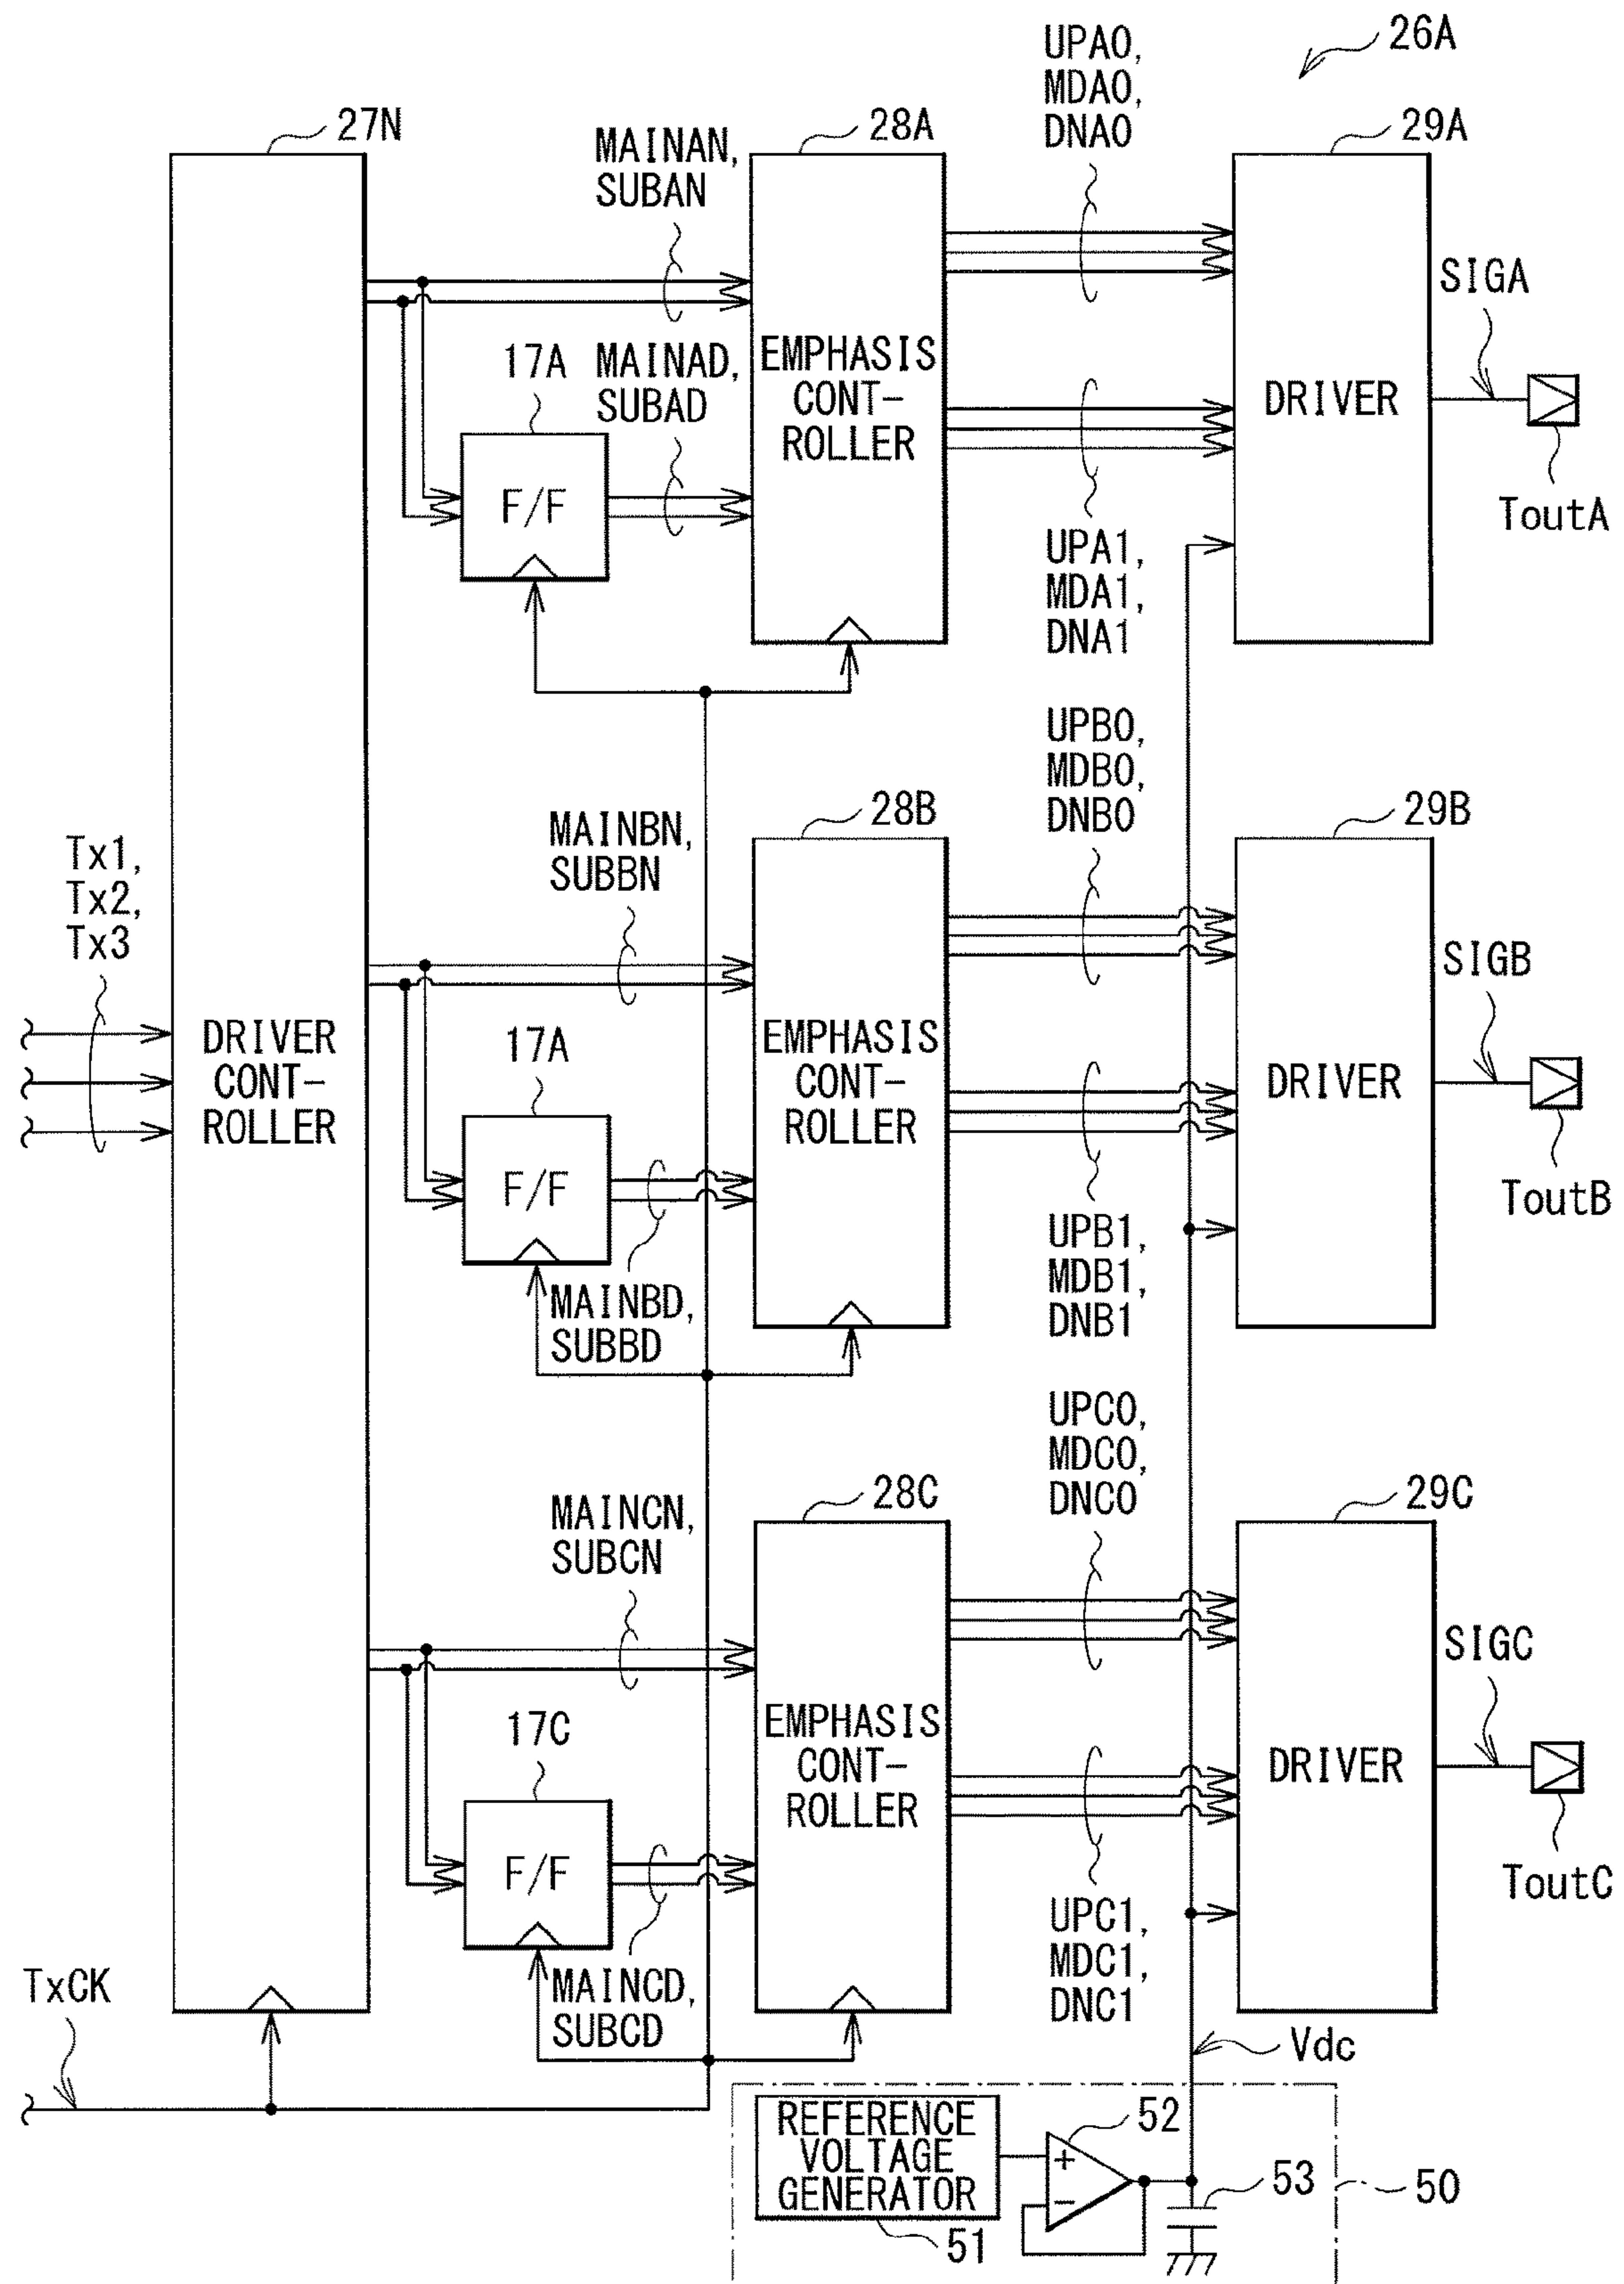 26A
27N
MAINAN,
SUBAN
28A
UPA0,
MDA0,
DNA0
29A
SIGA
17A
MAINAD,
SUBAD
EMPHASIS
CONT-
ROLLER
DRIVER
F/F
ToutA
UPA1,
MDA1,
DNA1
UPB0,
MDB0,
DNB0
Tx1,
Tx2,
Tx3
MAINBN,
SUBBN
28B
29B
SIGB
DRIVER
CONT-
ROLLER
17A
EMPHASIS
CONT-
ROLLER
DRIVER
F/F
ToutB
MAINBD,
SUBBD
UPB1,
MDB1,
DNB1
UPC0,
MDC0,
DNC0
MAINCN,
SUBCN
28C
29C
SIGC
17C
EMPHASIS
CONT-
ROLLER
DRIVER
F/F
ToutC
TxCK
MAINCD,
SUBCD
UPC1,
MDC1,
DNC1
Vdc
REFERENCE
VOLTAGE
GENERATOR
51
52
+
−
53
50